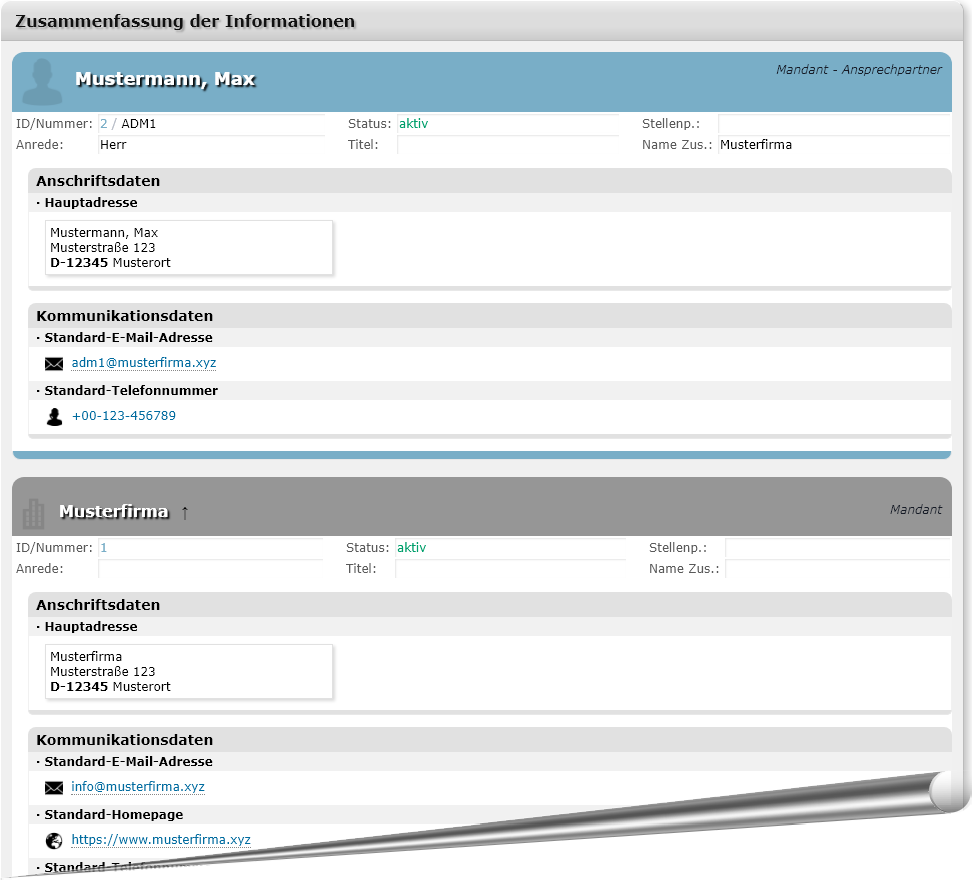 Zusammenfassung der Informationen
Mustermann, Max
Mandant - Ansprechpartner
ID/Nummer: 2 / ADM1 Status: aktiv Stellenp.:
Anrede: Herr Titel: Name Zus.: Musterfirma
Anschriftsdaten
· Hauptadresse
Mustermann, Max
Musterstraße 123
D-12345 Musterort
Kommunikationsdaten
· Standard-E-Mail-Adresse
adm1@musterfirma.xyz
· Standard-Telefonnummer
+00-123-456789
Musterfirma ↑
Mandant
ID/Nummer: 1 Status: aktiv Stellenp.:
Anrede: Titel: Name Zus.:
Anschriftsdaten
· Hauptadresse
Musterfirma
Musterstraße 123
D-12345 Musterort
Kommunikationsdaten
· Standard-E-Mail-Adresse
info@musterfirma.xyz
· Standard-Homepage
https://www.musterfirma.xyz
· Standard-Telefonnummer